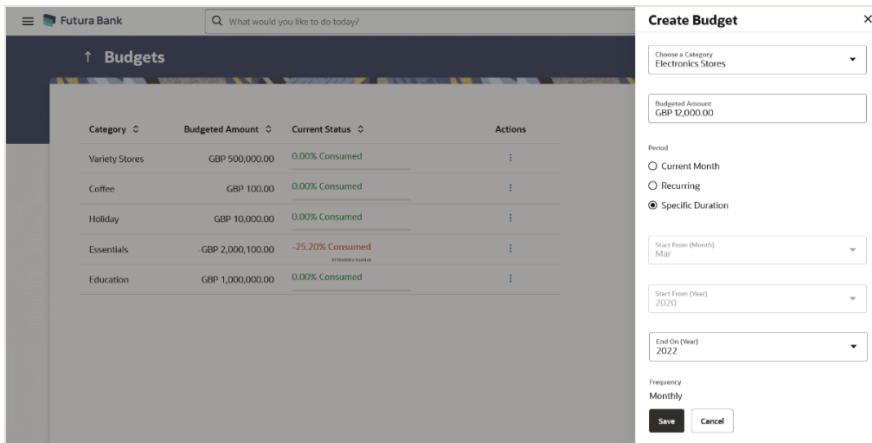 Futura Bank
What would you like to do today?
Budgets
Category Budgeted Amount Current Status Actions
Variety Stores GBP 500,000.00 0.00% Consumed
Coffee GBP 100.00 0.00% Consumed
Holiday GBP 10,000.00 0.00% Consumed
Essentials -GBP 2,000,100.00 -25.20% Consumed
Education GBP 1,000,000.00 0.00% Consumed
Create Budget
Choose a Category
Electronics Stores
Budgeted Amount
GBP 12,000.00
Period
Current Month
Recurring
Specific Duration
Start From (Month)
Mar
Start From (Year)
2020
End On (Year)
2022
Frequency
Monthly
Save Cancel